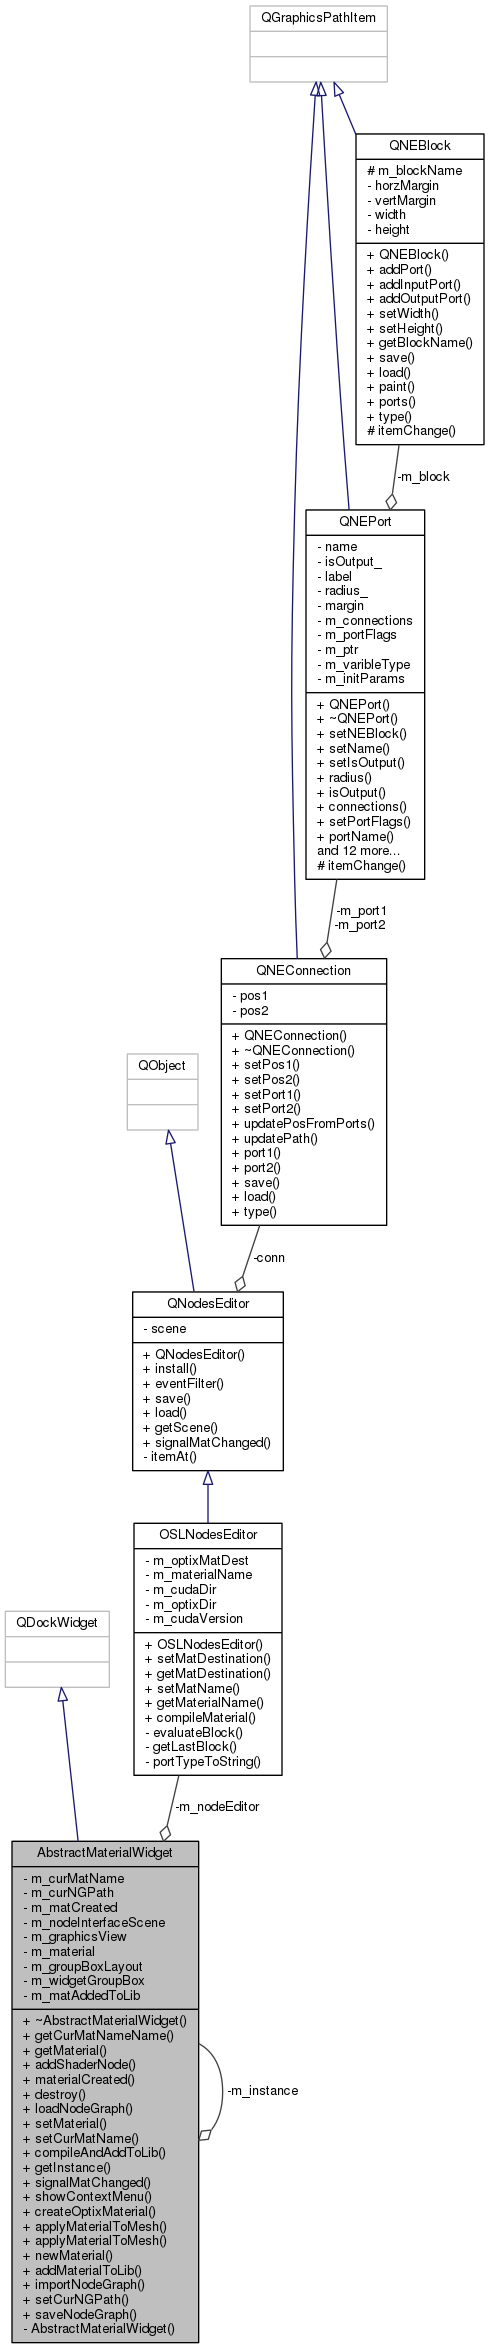 QGraphicsPathItem
QNEBlock
# m_blockName
- horzMargin
- vertMargin
- width
- height
+ QNEBlock()
+ addPort()
+ addInputPort()
+ addOutputPort()
+ setWidth()
+ setHeight()
+ getBlockName()
+ save()
+ load()
+ paint()
+ ports()
+ type()
# itemChange()
-m_block
QNEPort
- name
- isOutput_
- label
- radius_
- margin
- m_connections
- m_portFlags
- m_ptr
- m_varibleType
- m_initParams
+ QNEPort()
+ ~QNEPort()
+ setNEBlock()
+ setName()
+ setIsOutput()
+ radius()
+ isOutput()
+ connections()
+ setPortFlags()
+ portName()
and 12 more...
# itemChange()
-m_port1
-m_port2
QNEConnection
- pos1
- pos2
+ QNEConnection()
+ ~QNEConnection()
+ setPos1()
+ setPos2()
+ setPort1()
+ setPort2()
+ updatePosFromPorts()
+ updatePath()
+ port1()
+ port2()
+ save()
+ load()
+ type()
QObject
-conn
QNodesEditor
- scene
+ QNodesEditor()
+ install()
+ eventFilter()
+ save()
+ load()
+ getScene()
+ signalMatChanged()
- itemAt()
OSLNodesEditor
- m_optixMatDest
- m_materialName
- m_cudaDir
- m_optixDir
- m_cudaVersion
+ OSLNodesEditor()
+ setMatDestination()
+ getMatDestination()
+ setMatName()
+ getMaterialName()
+ compileMaterial()
- evaluateBlock()
- getLastBlock()
- portTypeToString()
QDockWidget
-m_nodeEditor
AbstractMaterialWidget
- m_curMatName
- m_curNGPath
- m_matCreated
- m_nodeInterfaceScene
- m_graphicsView
- m_material
- m_groupBoxLayout
- m_widgetGroupBox
- m_matAddedToLib
+ ~AbstractMaterialWidget()
+ getCurMatNameName()
+ getMaterial()
+ addShaderNode()
+ materialCreated()
+ destroy()
+ loadNodeGraph()
+ setMaterial()
+ setCurMatName()
+ compileAndAddToLib()
+ getInstance()
+ signalMatChanged()
+ showContextMenu()
+ createOptixMaterial()
+ applyMaterialToMesh()
+ applyMaterialToMesh()
+ newMaterial()
+ addMaterialToLib()
+ importNodeGraph()
+ setCurNGPath()
+ saveNodeGraph()
- AbstractMaterialWidget()
-m_instance